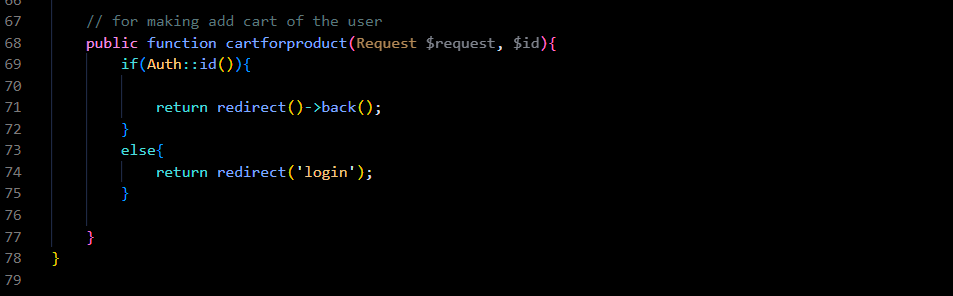 66
67 // for making add cart of the user
68 public function cartforproduct(Request $request, $id){
69 if(Auth::id()){
70
71 return redirect()->back();
72 }
73 else{
74 return redirect('login');
75 }
76
77 }
78 }
79